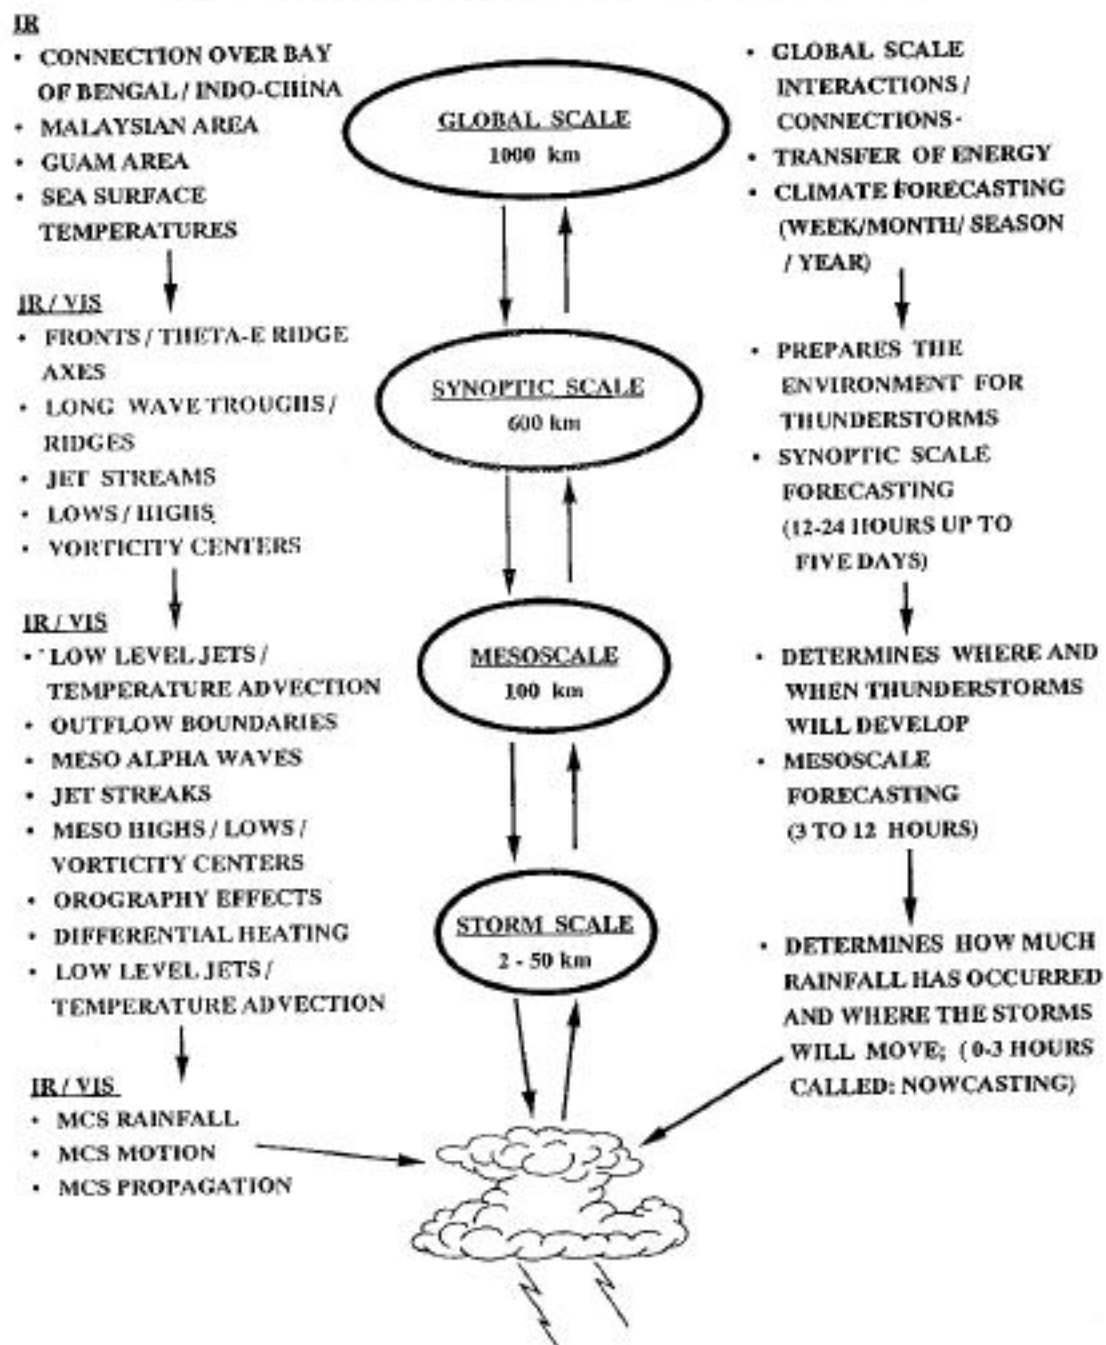 IR
• CONNECTION OVER BAY
OF BENGAL / INDO-CHINA
• MALAYSIAN AREA
• GUAM AREA
• SEA SURFACE
TEMPERATURES
IR / VIS
• FRONTS / THETA-E RIDGE
AXES
• LONG WAVE TROUGHS /
RIDGES
• JET STREAMS
• LOWS / HIGHS
• VORTICITY CENTERS
IR / VIS
• LOW LEVEL JETS /
TEMPERATURE ADVECTION
• OUTFLOW BOUNDARIES
• MESO ALPHA WAVES
• JET STREAKS
• MESO HIGHS / LOWS /
VORTICITY CENTERS
• OROGRAPHY EFFECTS
• DIFFERENTIAL HEATING
• LOW LEVEL JETS /
TEMPERATURE ADVECTION
IR / VIS
• MCS RAINFALL
• MCS MOTION
• MCS PROPAGATION
GLOBAL SCALE
1000 km
SYNOPTIC SCALE
600 km
MESOSCALE
100 km
STORM SCALE
2 - 50 km
• GLOBAL SCALE
INTERACTIONS /
CONNECTIONS
• TRANSFER OF ENERGY
• CLIMATE FORECASTING
(WEEK/MONTH/ SEASON
/ YEAR)
• PREPARES THE
ENVIRONMENT FOR
THUNDERSTORMS
• SYNOPTIC SCALE
FORECASTING
(12-24 HOURS UP TO
FIVE DAYS)
• DETERMINES WHERE AND
WHEN THUNDERSTORMS
WILL DEVELOP
• MESOSCALE
FORECASTING
(3 TO 12 HOURS)
• DETERMINES HOW MUCH
RAINFALL HAS OCCURRED
AND WHERE THE STORMS
WILL MOVE; ( 0-3 HOURS
CALLED: NOWCASTING)